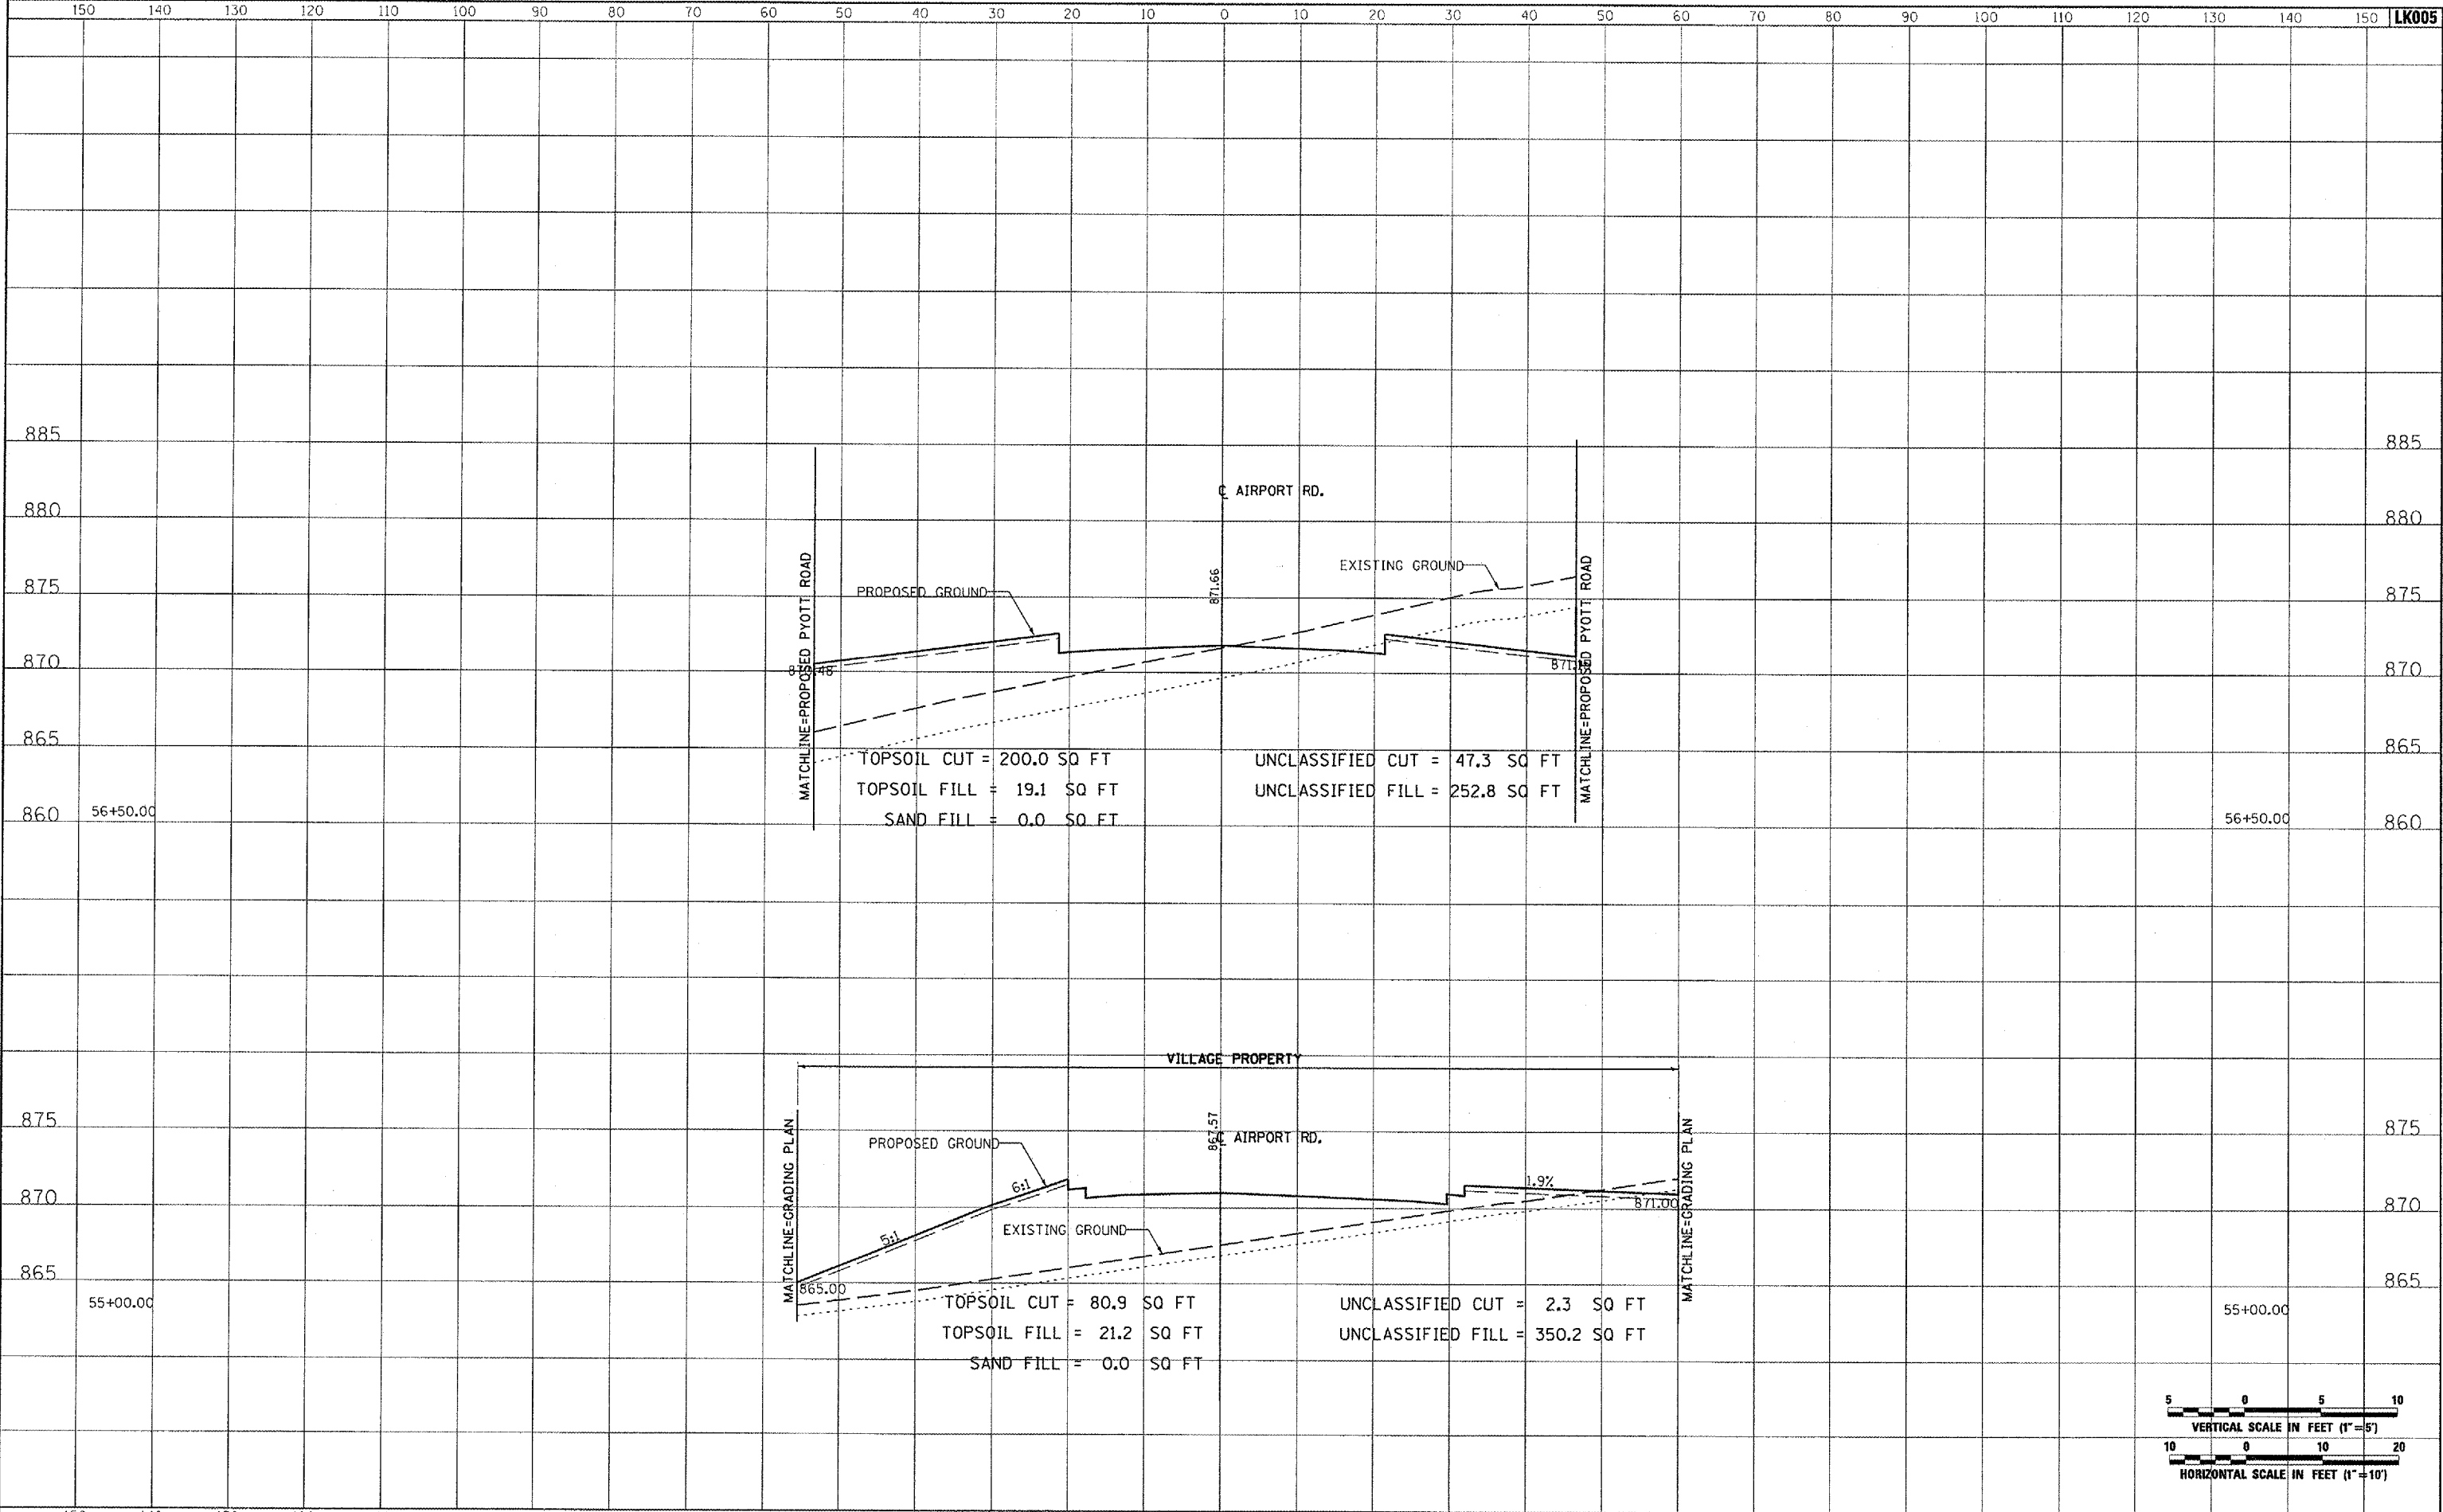 150 140 130 120 110 100 90 80 70 60 50 40 30 20 10 0 10 20 30 40 50 60 70 80 90 100 110 120 130 140 150 LK005
885 885
℄ AIRPORT RD.
880 880
EXISTING GROUND
875 PROPOSED GROUND 871.66 875
MATCHLINE=PROPOSED PYOTT ROAD
MATCHLINE=PROPOSED PYOTT ROAD
870 870.48 870
865 865
TOPSOIL CUT = 200.0 SQ FT UNCLASSIFIED CUT = 47.3 SQ FT
TOPSOIL FILL = 19.1 SQ FT UNCLASSIFIED FILL = 252.8 SQ FT
SAND FILL = 0.0 SQ FT
860 56+50.00 56+50.00 860
VILLAGE PROPERTY
875 867.57 ℄ AIRPORT RD. 875
PROPOSED GROUND
MATCHLINE=GRADING PLAN
MATCHLINE=GRADING PLAN
6:1 1.9%
870 871.00 870
5:1 EXISTING GROUND
865 865.00 865
55+00.00 55+00.00
TOPSOIL CUT = 80.9 SQ FT UNCLASSIFIED CUT = 2.3 SQ FT
TOPSOIL FILL = 21.2 SQ FT UNCLASSIFIED FILL = 350.2 SQ FT
SAND FILL = 0.0 SQ FT
5 0 5 10
VERTICAL SCALE IN FEET (1"=5')
10 0 10 20
HORIZONTAL SCALE IN FEET (1"=10')